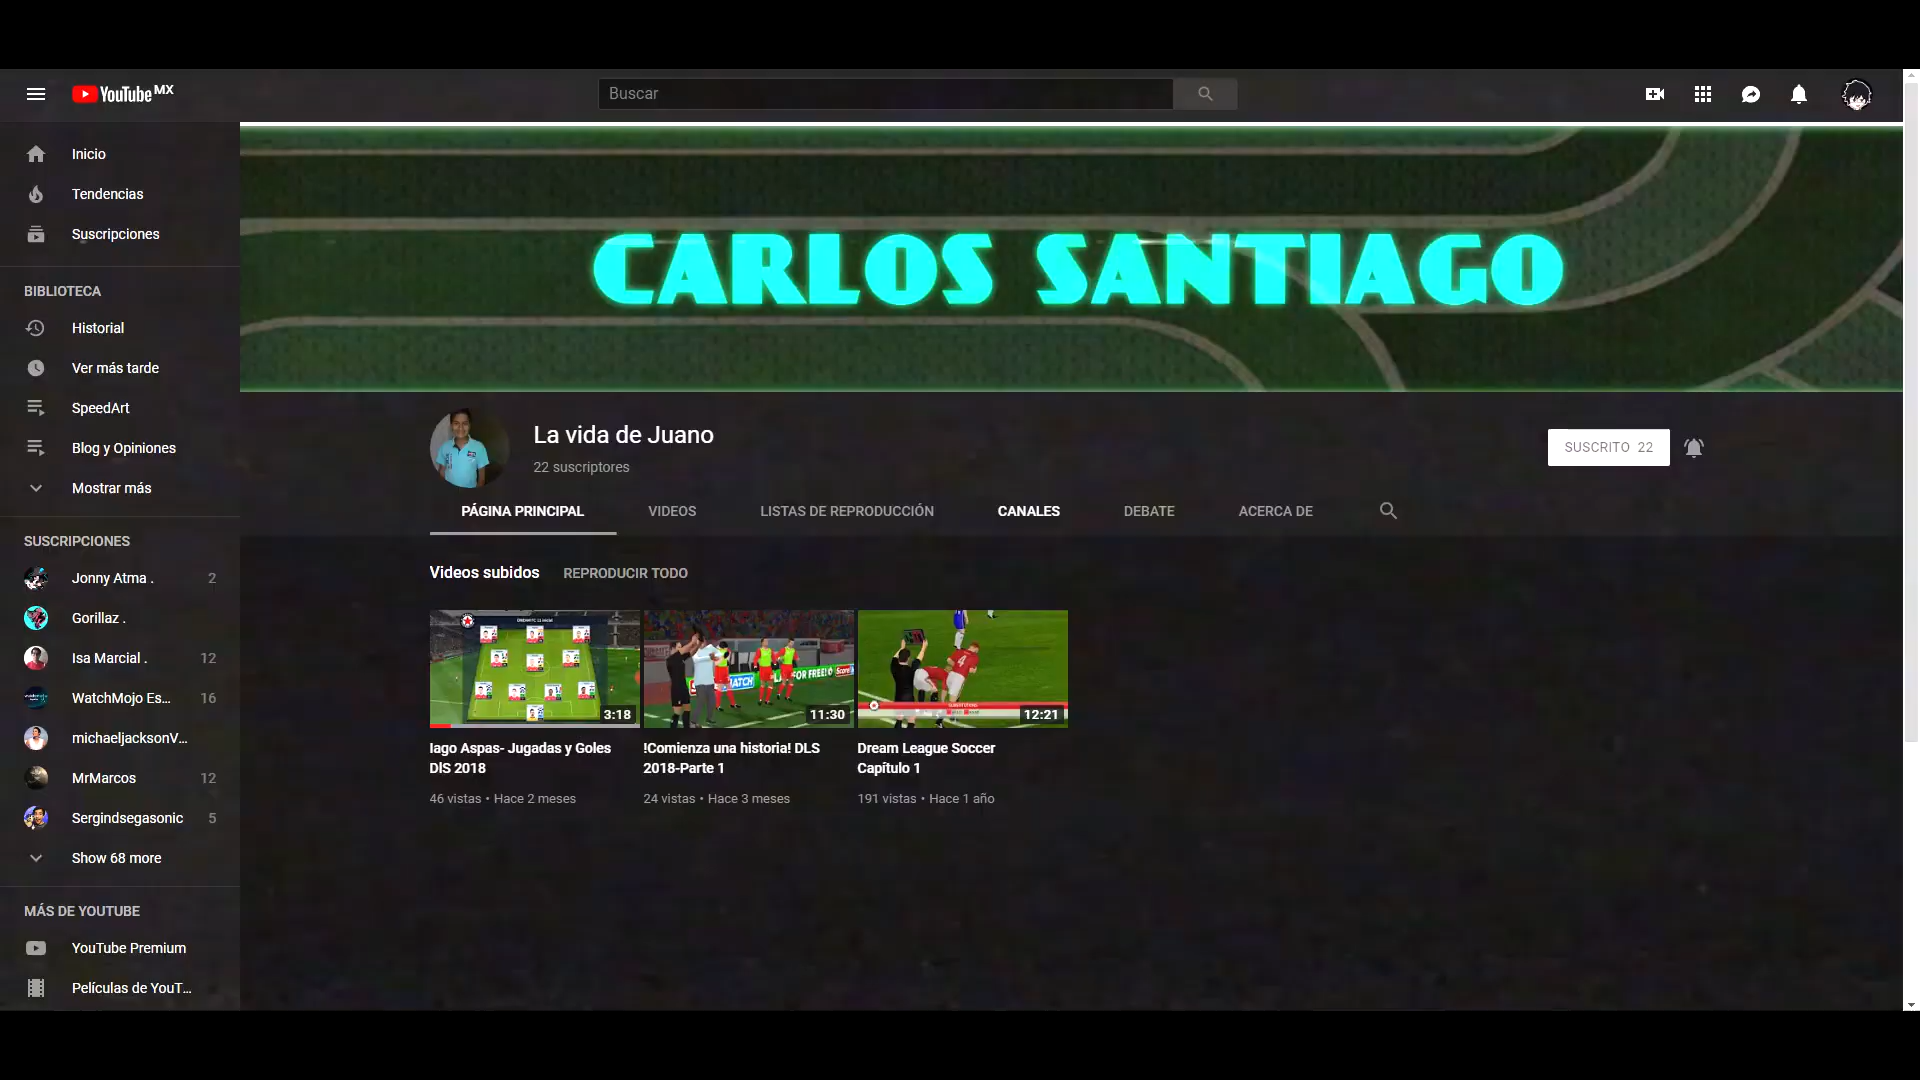 YouTube MX
Buscar
Inicio
Tendencias
Suscripciones
BIBLIOTECA
Historial
Ver más tarde
SpeedArt
Blog y Opiniones
Mostrar más
SUSCRIPCIONES
Jonny Atma . 2
Gorillaz .
Isa Marcial . 12
WatchMojo Es... 16
michaeljacksonV...
MrMarcos 12
Sergindsegasonic 5
Show 68 more
MÁS DE YOUTUBE
YouTube Premium
Películas de YouT...
CARLOS SANTIAGO
La vida de Juano
22 suscriptores
SUSCRITO 22
PÁGINA PRINCIPAL VIDEOS LISTAS DE REPRODUCCIÓN CANALES DEBATE ACERCA DE
Videos subidos REPRODUCIR TODO
3:18
Iago Aspas- Jugadas y Goles
DlS 2018
46 vistas • Hace 2 meses
FOR FREE!
11:30
!Comienza una historia! DLS
2018-Parte 1
24 vistas • Hace 3 meses
4
12:21
Dream League Soccer
Capítulo 1
191 vistas • Hace 1 año